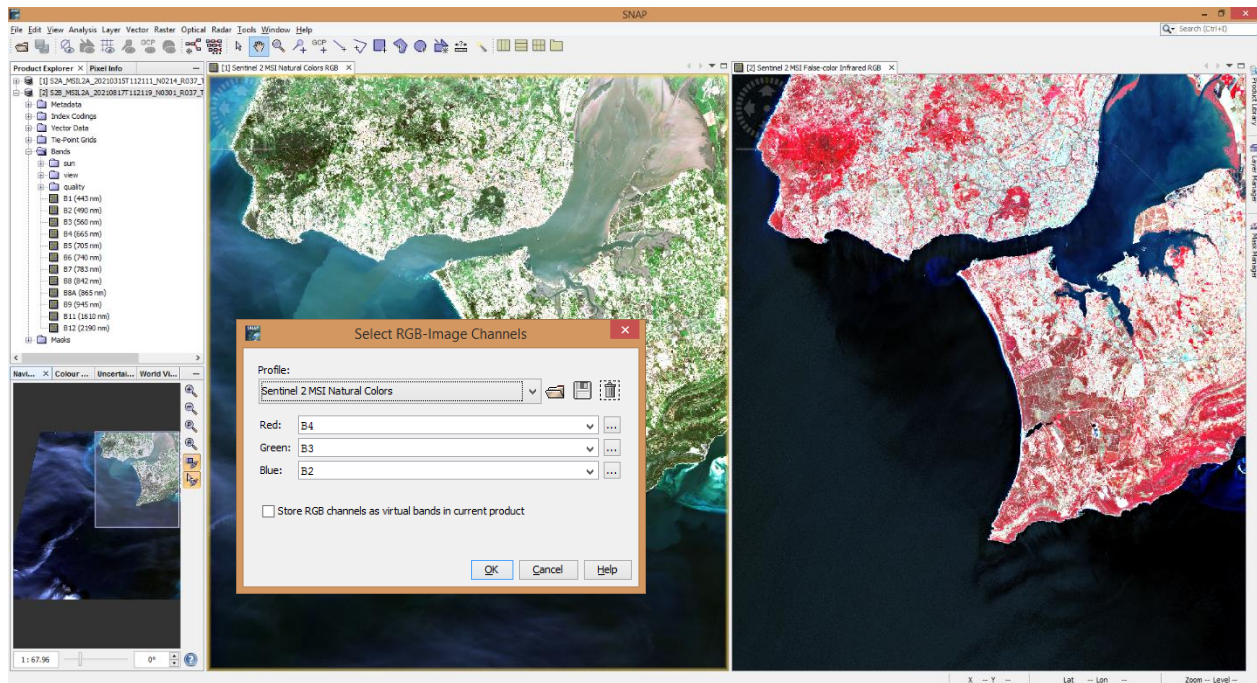 SNAP
File Edit View Analysis Layer Vector Raster Optical Radar Tools Window Help
Search (Ctrl+I)
GCP GCP
Product Explorer × Pixel Info
[1] S2A_MSIL2A_20210315T112111_N0214_R037_T
[2] S2B_MSIL2A_20210817T112119_N0301_R037_T
Metadata
Index Codings
Vector Data
Tie-Point Grids
Bands
sun
view
quality
B1 (443 nm)
B2 (490 nm)
B3 (560 nm)
B4 (665 nm)
B5 (705 nm)
B6 (740 nm)
B7 (783 nm)
B8 (842 nm)
B8A (865 nm)
B9 (945 nm)
B11 (1610 nm)
B12 (2190 nm)
Masks
Navi... × Colour ... Uncertai... World Vi...
1: 67.96 0°
[1] Sentinel 2 MSI Natural Colors RGB ×
[2] Sentinel 2 MSI False-color Infrared RGB ×
Product Library
Layer Manager
Mask Manager
SNAP
Select RGB-Image Channels
Profile:
Sentinel 2 MSI Natural Colors
Red: B4 ...
Green: B3 ...
Blue: B2 ...
Store RGB channels as virtual bands in current product
OK Cancel Help
X -- Y -- Lat -- Lon -- Zoom -- Level --